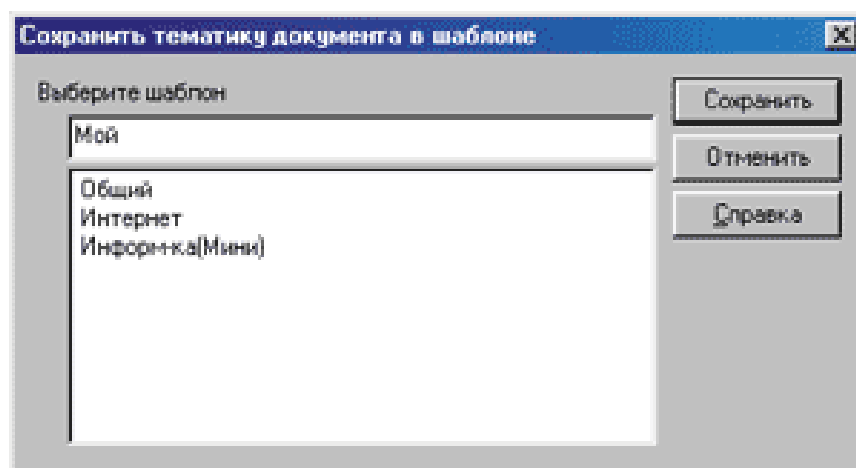 Сохранить тематику документа в шаблоне
Выберите шаблон
Мой
Общий
Интернет
Информ-ка(Мини)
Сохранить
Отменить
Справка